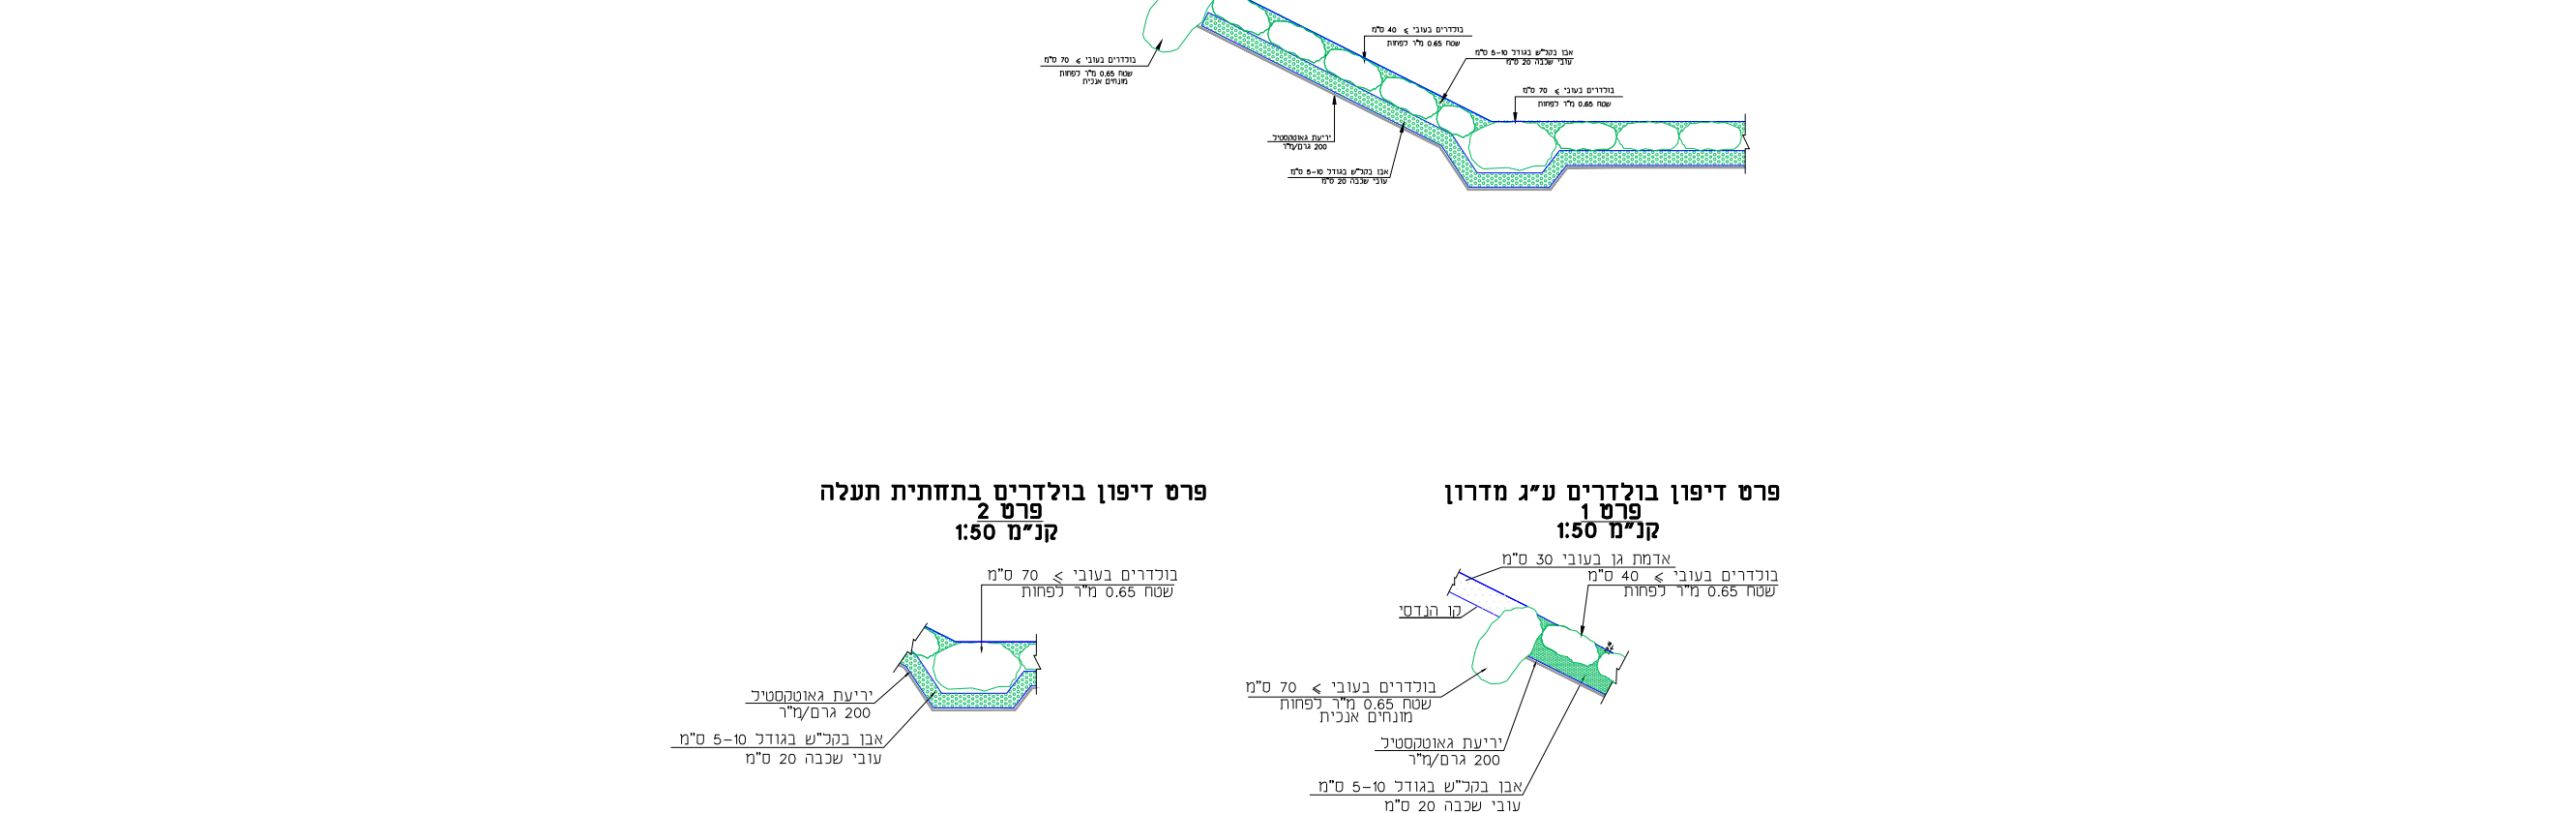 בולדרים בעובי ⩾ 40 ס"מ
שטח 0.65 מ"ר לפחות
אבן בקל"ש בגודל 5-10 ס"מ
עובי שכבה 20 ס"מ
בולדרים בעובי ⩾ 70 ס"מ
שטח 0.65 מ"ר לפחות
מונחים אנכית
בולדרים בעובי ⩾ 70 ס"מ
שטח 0.65 מ"ר לפחות
יריעת גאוטקסטיל
200 גרם/מ"ר
אבן בקל"ש בגודל 5-10 ס"מ
עובי שכבה 20 ס"מ
פרט דיפון בולדרים ע"ג מדרון
פרט 1
קנ"מ 1:50
אדמת גן בעובי 30 ס"מ
בולדרים בעובי ⩾ 40 ס"מ
שטח 0.65 מ"ר לפחות
קו הנדסי
בולדרים בעובי ⩾ 70 ס"מ
שטח 0.65 מ"ר לפחות
מונחים אנכית
יריעת גאוטקסטיל
200 גרם/מ"ר
אבן בקל"ש בגודל 5-10 ס"מ
עובי שכבה 20 ס"מ
פרט דיפון בולדרים בתחתית תעלה
פרט 2
קנ"מ 1:50
בולדרים בעובי ⩾ 70 ס"מ
שטח 0.65 מ"ר לפחות
יריעת גאוטקסטיל
200 גרם/מ"ר
אבן בקל"ש בגודל 5-10 ס"מ
עובי שכבה 20 ס"מ